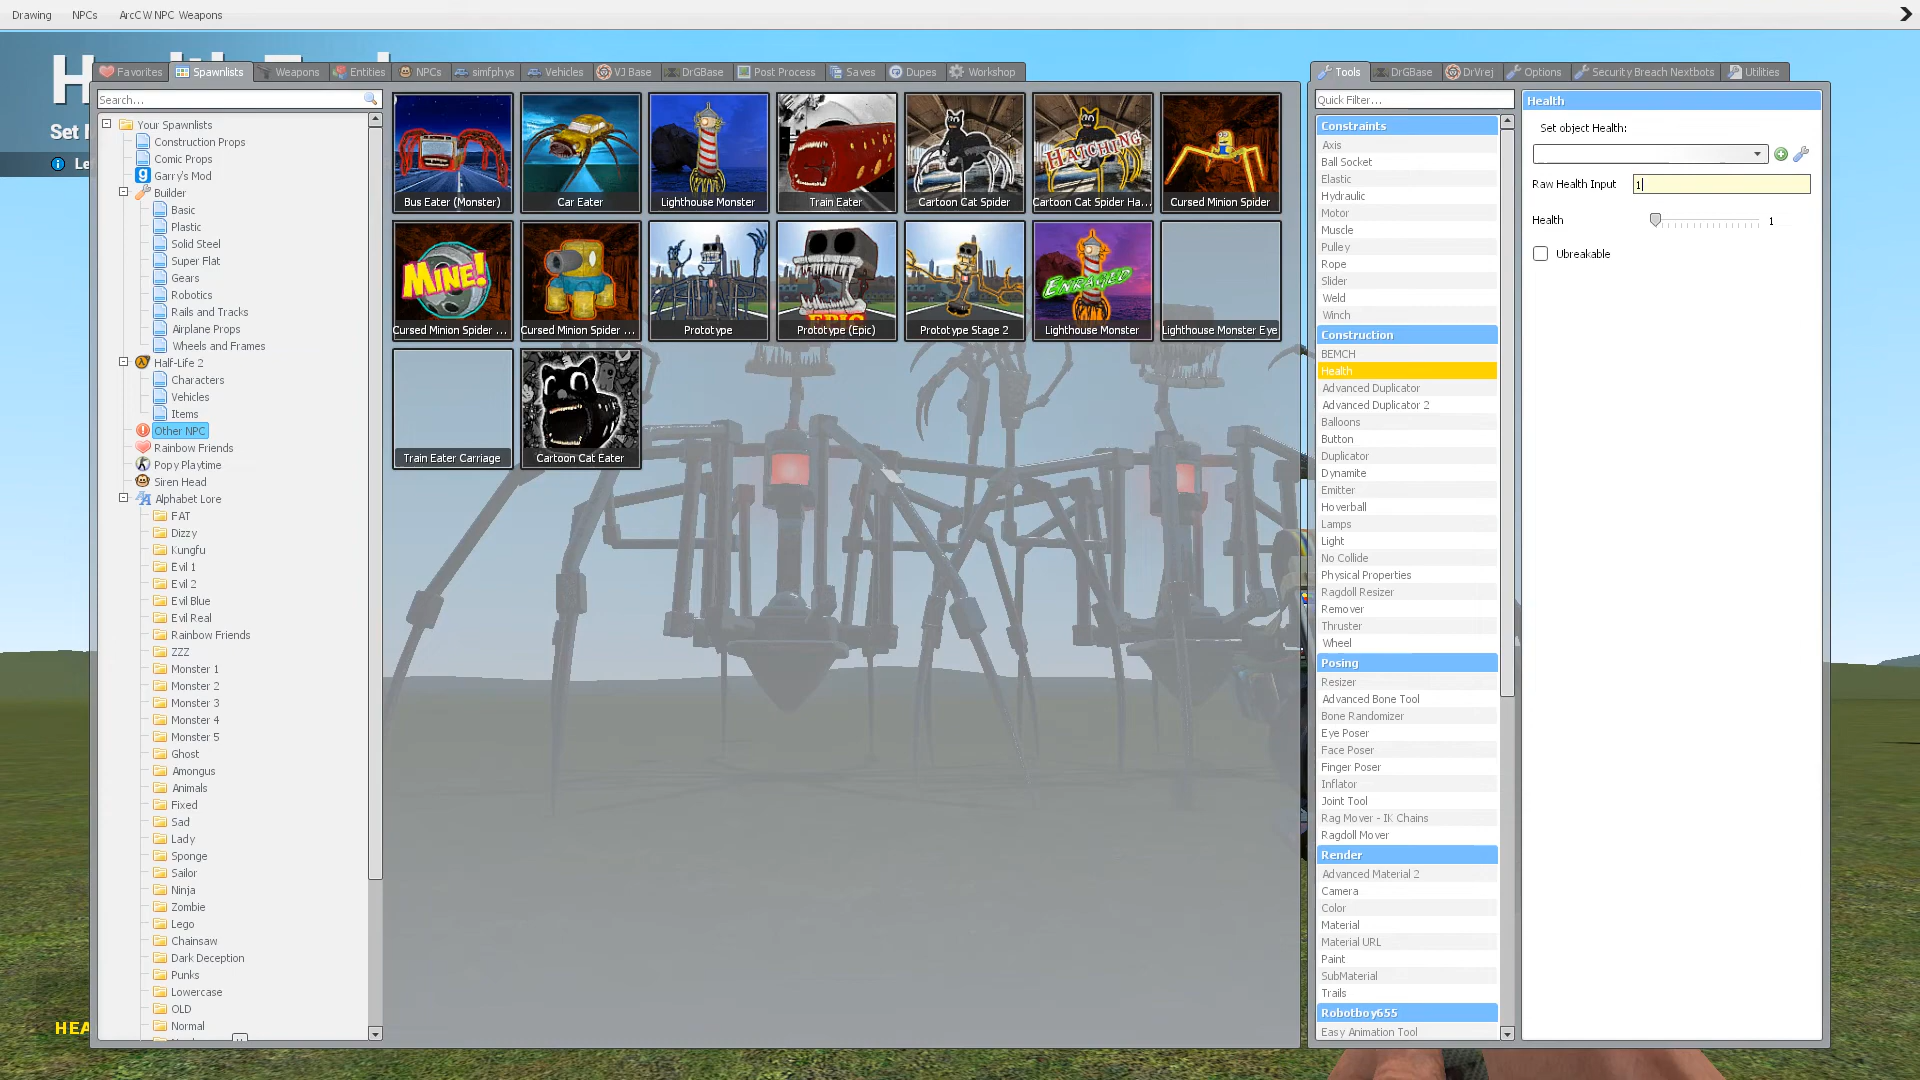 Drawing NPCs ArcCW NPC Weapons
Favorites Spawnlists Weapons Entities NPCs simfphys Vehicles VJ Base DrGBase Post Process Saves Dupes Workshop
Search...
Your Spawnlists
Construction Props
Comic Props
Garry's Mod
Builder
Basic
Plastic
Solid Steel
Super Flat
Gears
Robotics
Rails and Tracks
Airplane Props
Wheels and Frames
Half-Life 2
Characters
Vehicles
Items
Other NPC
Rainbow Friends
Popy Playtime
Siren Head
Alphabet Lore
FAT
Dizzy
Kungfu
Evil 1
Evil 2
Evil Blue
Evil Real
Rainbow Friends
ZZZ
Monster 1
Monster 2
Monster 3
Monster 4
Monster 5
Ghost
Amongus
Animals
Fixed
Sad
Lady
Sponge
Sailor
Ninja
Zombie
Lego
Chainsaw
Dark Deception
Punks
Lowercase
OLD
Normal
Bus Eater (Monster) Car Eater Lighthouse Monster Train Eater Cartoon Cat Spider HATCHING Cartoon Cat Spider Ha... Cursed Minion Spider
MINE! Cursed Minion Spider ... Cursed Minion Spider ... Prototype EPIC Prototype (Epic) Prototype Stage 2 ENRAGED Lighthouse Monster Lighthouse Monster Eye
Train Eater Carriage Cartoon Cat Eater
Tools DrGBase DrVrej Options Security Breach Nextbots Utilities
Quick Filter...
Constraints
Axis
Ball Socket
Elastic
Hydraulic
Motor
Muscle
Pulley
Rope
Slider
Weld
Winch
Construction
BEMCH
Health
Advanced Duplicator
Advanced Duplicator 2
Balloons
Button
Duplicator
Dynamite
Emitter
Hoverball
Lamps
Light
No Collide
Physical Properties
Ragdoll Resizer
Remover
Thruster
Wheel
Posing
Resizer
Advanced Bone Tool
Bone Randomizer
Eye Poser
Face Poser
Finger Poser
Inflator
Joint Tool
Rag Mover - IK Chains
Ragdoll Mover
Render
Advanced Material 2
Camera
Color
Material
Material URL
Paint
SubMaterial
Trails
Robotboy655
Easy Animation Tool
Health
Set object Health:
Raw Health Input 1
Health 1
Ubreakable
Set
Le
HEA